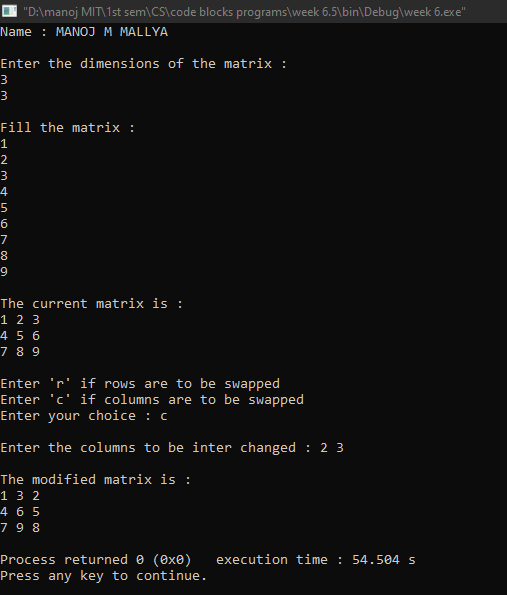 "D:\manoj MIT\1st sem\CS\code blocks programs\week 6.5\bin\Debug\week 6.exe"
Name : MANOJ M MALLYA
Enter the dimensions of the matrix :
3
3
Fill the matrix :
1
2
3
4
5
6
7
8
9
The current matrix is :
1 2 3
4 5 6
7 8 9
Enter 'r' if rows are to be swapped
Enter 'c' if columns are to be swapped
Enter your choice : c
Enter the columns to be inter changed : 2 3
The modified matrix is :
1 3 2
4 6 5
7 9 8
Process returned 0 (0x0)   execution time : 54.504 s
Press any key to continue.